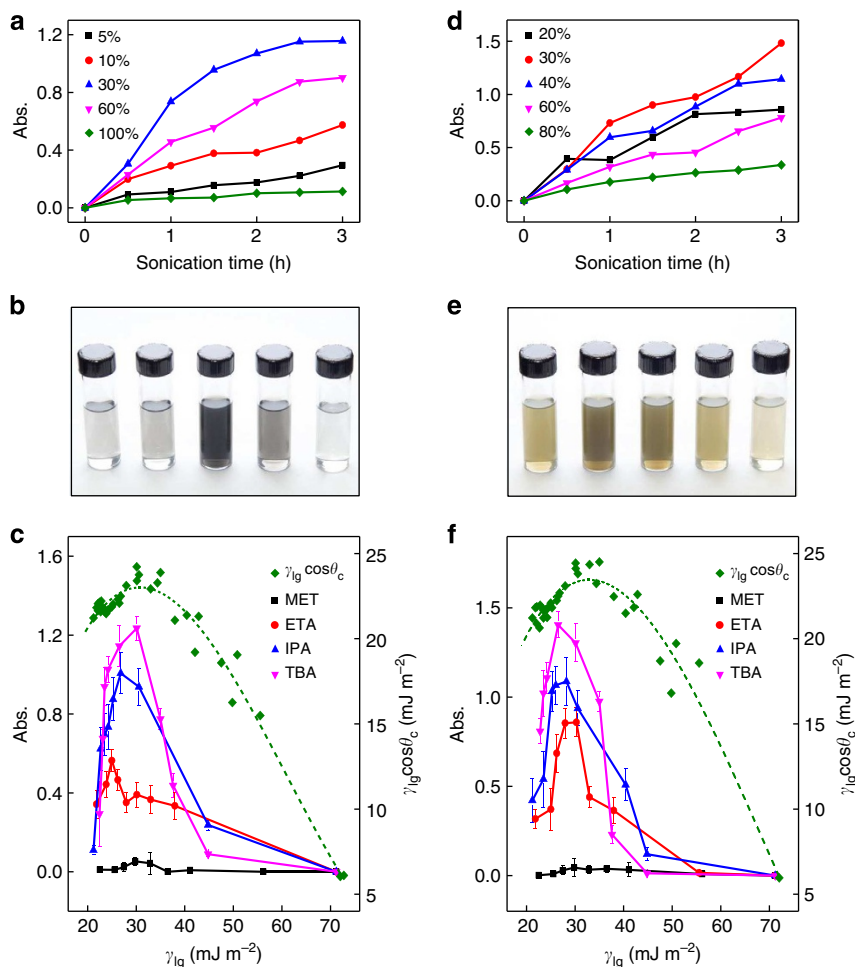 a
1.2
0.8
0.4
0.0
Abs.
5%
10%
30%
60%
100%
0 1 2 3
Sonication time (h)
d
1.5
1.0
0.5
0.0
Abs.
20%
30%
40%
60%
80%
0 1 2 3
Sonication time (h)
b
e
c
1.6
1.2
0.8
0.4
0.0
Abs.
γlg cosθc
MET
ETA
IPA
TBA
25
20
15
10
5
γlg cosθc (mJ m−2)
20 30 40 50 60 70
γlg (mJ m−2)
f
1.5
1.0
0.5
0.0
Abs.
γlg cosθc
MET
ETA
IPA
TBA
25
20
15
10
5
γlg cosθc (mJ m−2)
20 30 40 50 60 70 80
γlg (mJ m−2)